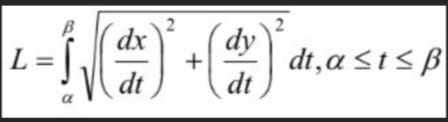 L = ∫_α^β √((dx/dt)² + (dy/dt)²) dt, α ≤ t ≤ β